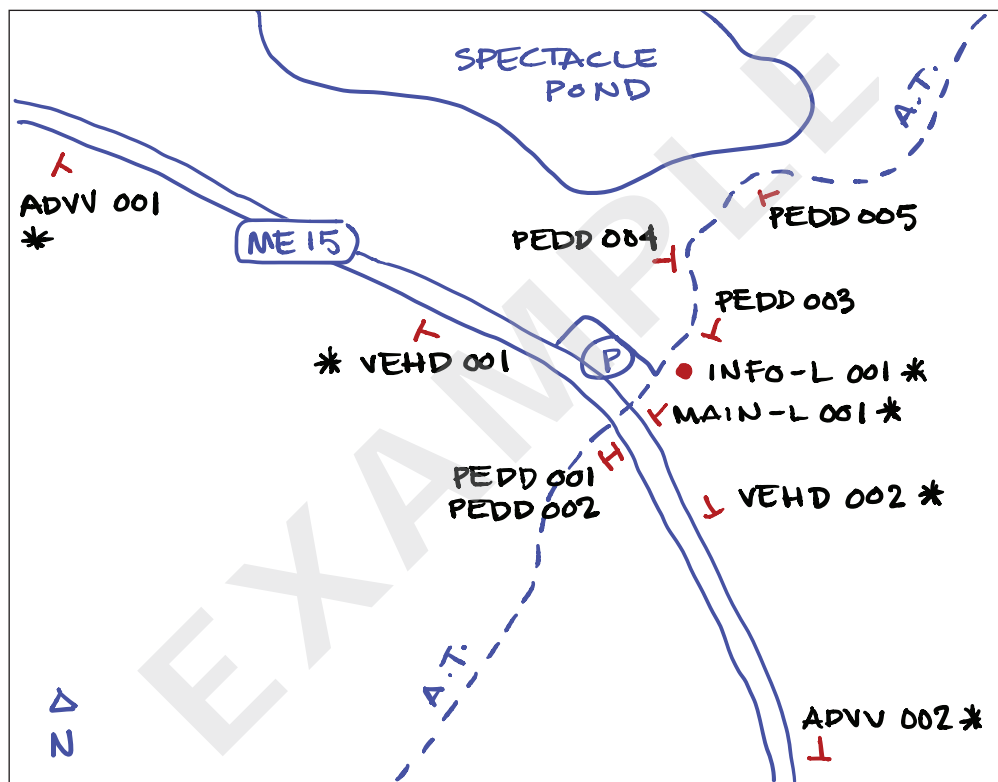 SPECTACLE
POND
A.T.
ADVV 001
*
ME 15
PEDD 005
PEDD 004
PEDD 003
* VEHD 001
P
INFO-L 001 *
MAIN-L 001 *
PEDD 001
PEDD 002
VEHD 002 *
A.T.
ADVV 002 *
N
EXAMPLE